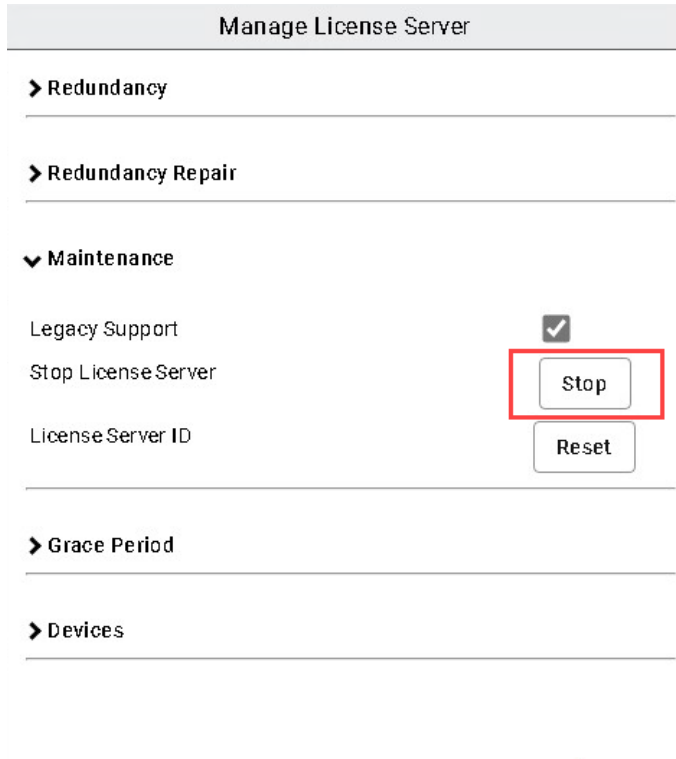 Manage License Server
Redundancy
Redundancy Repair
Maintenance
Legacy Support
Stop License Server
Stop
License Server ID
Reset
Grace Period
Devices